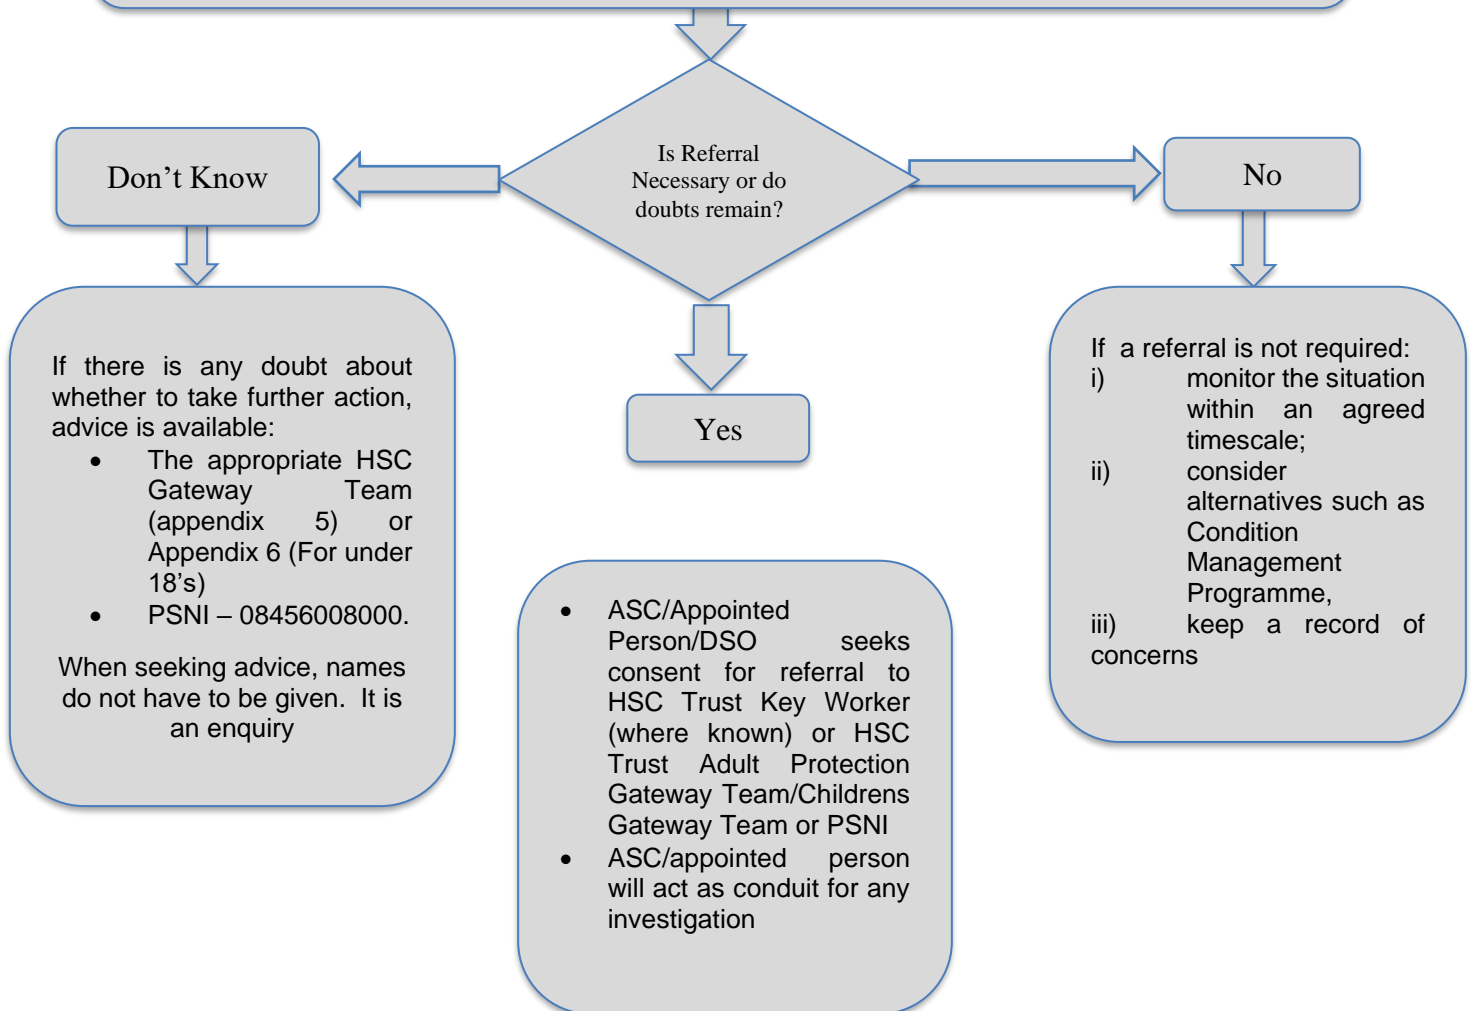 Is Referral
Necessary or do
doubts remain?
Don’t Know
No
Yes
If there is any doubt about
whether to take further action,
advice is available:
• The appropriate HSC
Gateway Team
(appendix 5) or
Appendix 6 (For under
18’s)
• PSNI – 08456008000.
When seeking advice, names
do not have to be given. It is
an enquiry
• ASC/Appointed
Person/DSO seeks
consent for referral to
HSC Trust Key Worker
(where known) or HSC
Trust Adult Protection
Gateway Team/Childrens
Gateway Team or PSNI
• ASC/appointed person
will act as conduit for any
investigation
If a referral is not required:
i) monitor the situation
within an agreed
timescale;
ii) consider
alternatives such as
Condition
Management
Programme,
iii) keep a record of
concerns